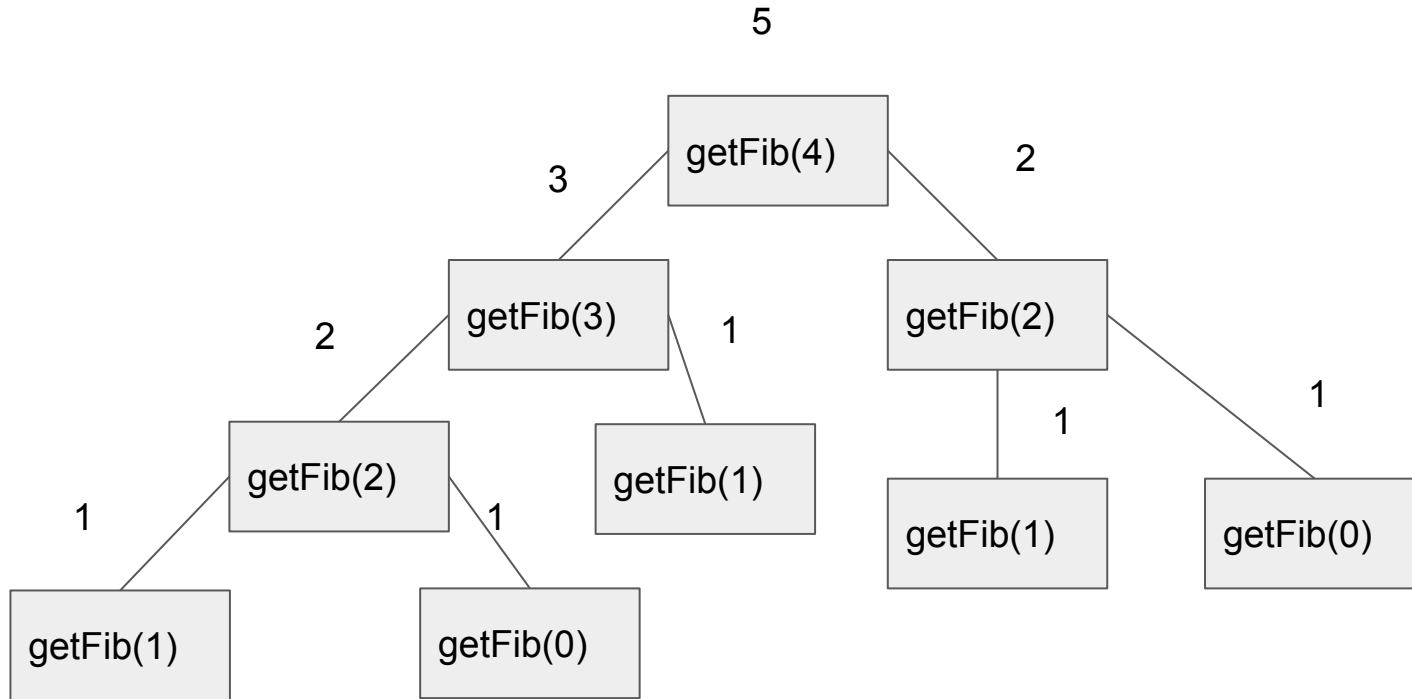 5
getFib(4)
3
2
getFib(3)
getFib(2)
2
1
1
1
getFib(2)
getFib(1)
getFib(1)
getFib(0)
1
1
getFib(1)
getFib(0)